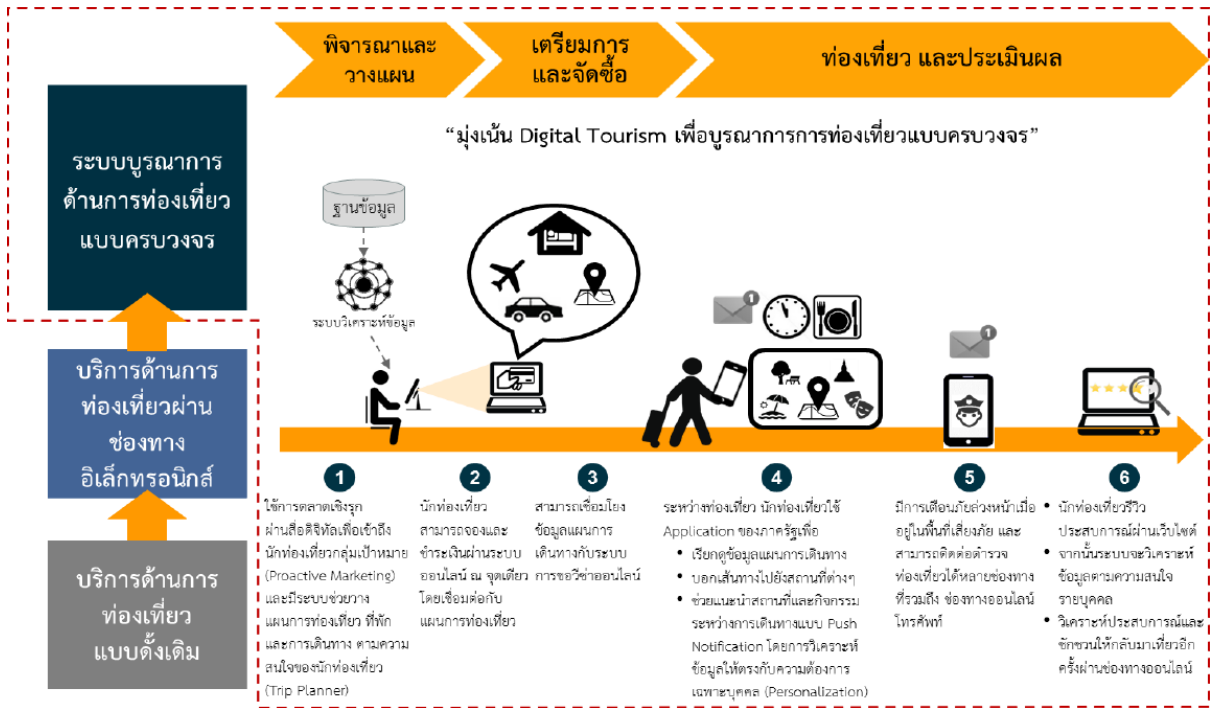 พิจารณาและ
วางแผน
เตรียมการ
และจัดซื้อ
ท่องเที่ยว และประเมินผล
“มุ่งเน้น Digital Tourism เพื่อบูรณาการการท่องเที่ยวแบบครบวงจร”
ระบบบูรณาการ
ด้านการท่องเที่ยว
แบบครบวงจร
บริการด้านการ
ท่องเที่ยวผ่าน
ช่องทาง
อิเล็กทรอนิกส์
บริการด้านการ
ท่องเที่ยว
แบบดั้งเดิม
ฐานข้อมูล
ระบบวิเคราะห์ข้อมูล
1
1
1
ใช้การตลาดเชิงรุก
ผ่านสื่อดิจิทัลเพื่อเข้าถึง
นักท่องเที่ยวกลุ่มเป้าหมาย
(Proactive Marketing)
และมีระบบช่วยวาง
แผนการท่องเที่ยว ที่พัก
และการเดินทาง ตามความ
สนใจของนักท่องเที่ยว
(Trip Planner)
2
นักท่องเที่ยว
สามารถจองและ
ชำระเงินผ่านระบบ
ออนไลน์ ณ จุดเดียว
โดยเชื่อมต่อกับ
แผนการท่องเที่ยว
3
สามารถเชื่อมโยง
ข้อมูลแผนการ
เดินทางกับระบบ
การขอวีซ่าออนไลน์
4
ระหว่างท่องเที่ยว นักท่องเที่ยวใช้
Application ของภาครัฐเพื่อ
• เรียกดูข้อมูลแผนการเดินทาง
• บอกเส้นทางไปยังสถานที่ต่างๆ
• ช่วยแนะนำสถานที่และกิจกรรม
ระหว่างการเดินทางแบบ Push
Notification โดยการวิเคราะห์
ข้อมูลให้ตรงกับความต้องการ
เฉพาะบุคคล (Personalization)
5
มีการเตือนภัยล่วงหน้าเมื่อ
อยู่ในพื้นที่เสี่ยงภัย และ
สามารถติดต่อตำรวจ
ท่องเที่ยวได้หลายช่องทาง
ที่รวมถึง ช่องทางออนไลน์
โทรศัพท์
6
• นักท่องเที่ยวรีวิว
ประสบการณ์ผ่านเว็บไซต์
• จากนั้นระบบจะวิเคราะห์
ข้อมูลตามความสนใจ
รายบุคคล
• วิเคราะห์ประสบการณ์และ
ชักชวนให้กลับมาเที่ยวอีก
ครั้งผ่านช่องทางออนไลน์